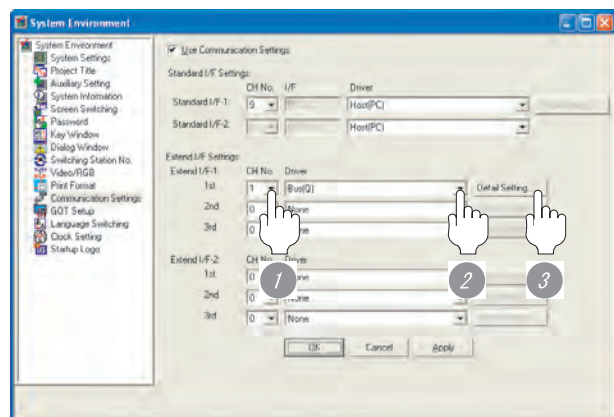 System Environment
System Environment
System Settings
Project Title
Auxiliary Setting
System Information
Screen Switching
Password
Key Window
Dialog Window
Switching Station No.
Video/RGB
Print Format
Communication Settings
GOT Setup
Language Switching
Clock Setting
Startup Logo
Use Communication Settings
Standard I/F Settings
CH No. I/F Driver
Standard I/F-1: 9 Host(PC)
Standard I/F-2: Host(PC)
Extend I/F Settings
Extend I/F-1: CH No. Driver
1st 1 Bus(Q) Detail Setting...
2nd 0 None
3rd 0
Extend I/F-2: CH No. Driver
1st 0
2nd 0 None
3rd 0 None
1 2 3
OK Cancel Apply